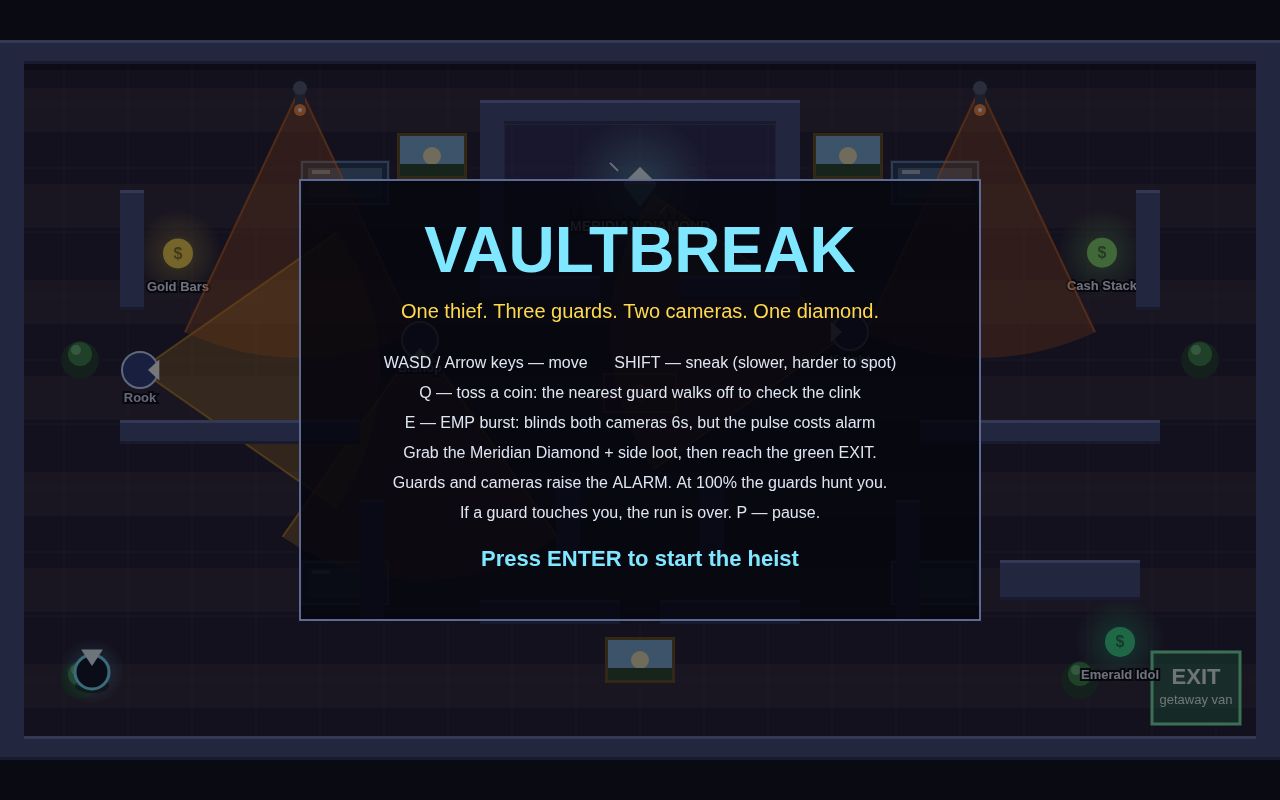 VAULTBREAK
One thief. Three guards. Two cameras. One diamond.
WASD / Arrow keys — move SHIFT — sneak (slower, harder to spot)
Q — toss a coin: the nearest guard walks off to check the clink
E — EMP burst: blinds both cameras 6s, but the pulse costs alarm
Grab the Meridian Diamond + side loot, then reach the green EXIT.
Guards and cameras raise the ALARM. At 100% the guards hunt you.
If a guard touches you, the run is over. P — pause.
Press ENTER to start the heist
MERIDIAN DIAMOND
$
Gold Bars
$
Cash Stack
Rook
$
Emerald Idol
EXIT
getaway van